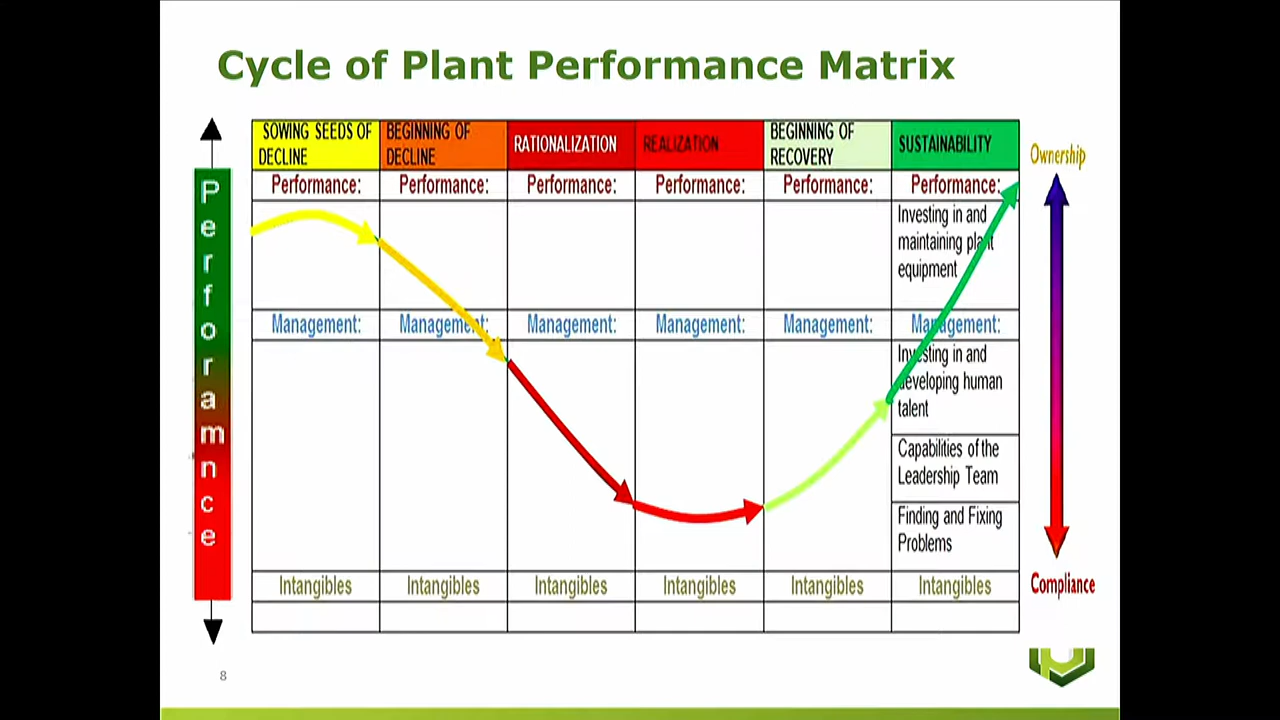 Cycle of Plant Performance Matrix
SOWING SEEDS OF
DECLINE
BEGINNING OF
DECLINE
RATIONALIZATION
REALIZATION
BEGINNING OF
RECOVERY
SUSTAINABILITY
Ownership
Performance
Performance:
Performance:
Performance:
Performance:
Performance:
Performance:
Investing in and
maintaining plant
equipment
Management:
Management:
Management:
Management:
Management:
Management:
Investing in and
developing human
talent
Capabilities of the
Leadership Team
Finding and Fixing
Problems
Intangibles
Intangibles
Intangibles
Intangibles
Intangibles
Intangibles
Compliance
8